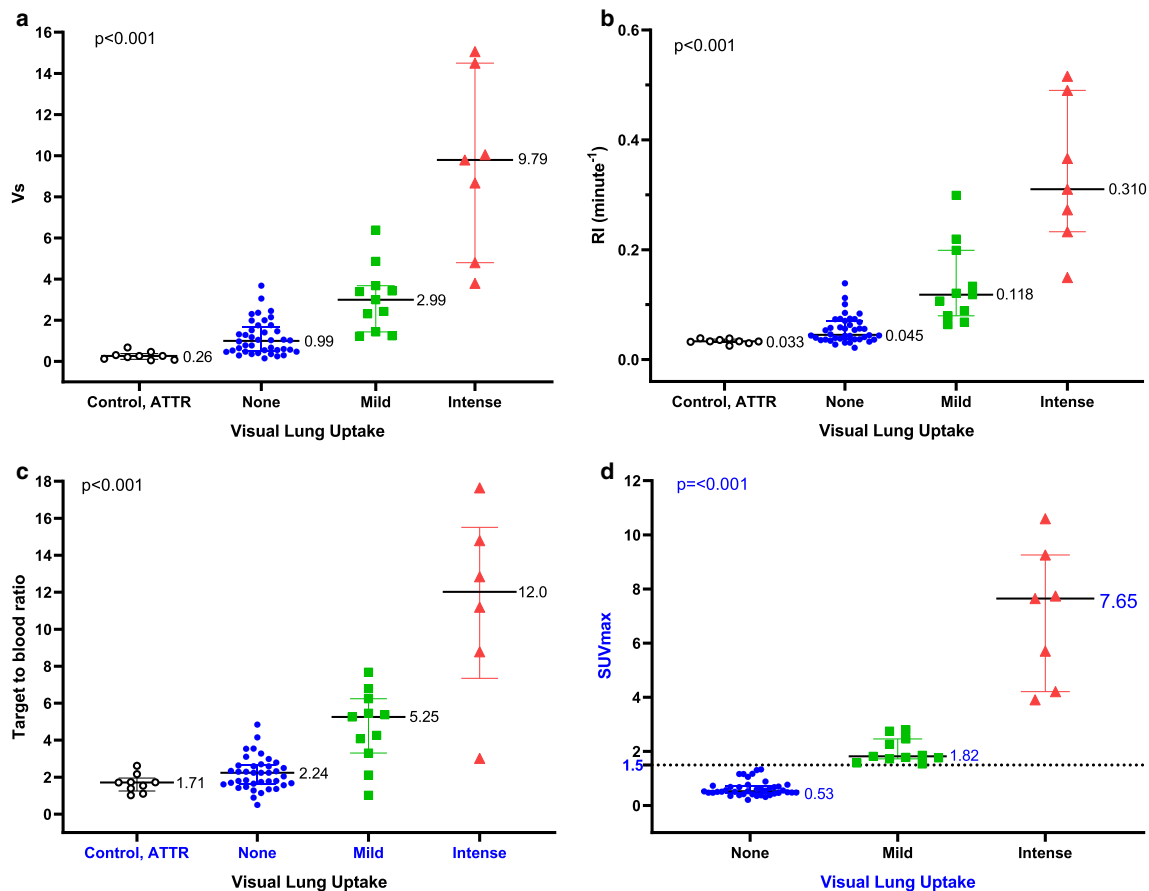 a
p<0.001
Vs
16
14
12
10
8
6
4
2
0
0.26
0.99
2.99
9.79
Control, ATTR
None
Mild
Intense
Visual Lung Uptake
b
p<0.001
RI (minute⁻¹)
0.6
0.4
0.2
0.0
0.033
0.045
0.118
0.310
Control, ATTR
None
Mild
Intense
Visual Lung Uptake
c
p<0.001
Target to blood ratio
18
16
14
12
10
8
6
4
2
0
1.71
2.24
5.25
12.0
Control, ATTR
None
Mild
Intense
Visual Lung Uptake
d
p=<0.001
SUVmax
12
10
8
6
4
2
1.5
0
0.53
1.82
7.65
None
Mild
Intense
Visual Lung Uptake